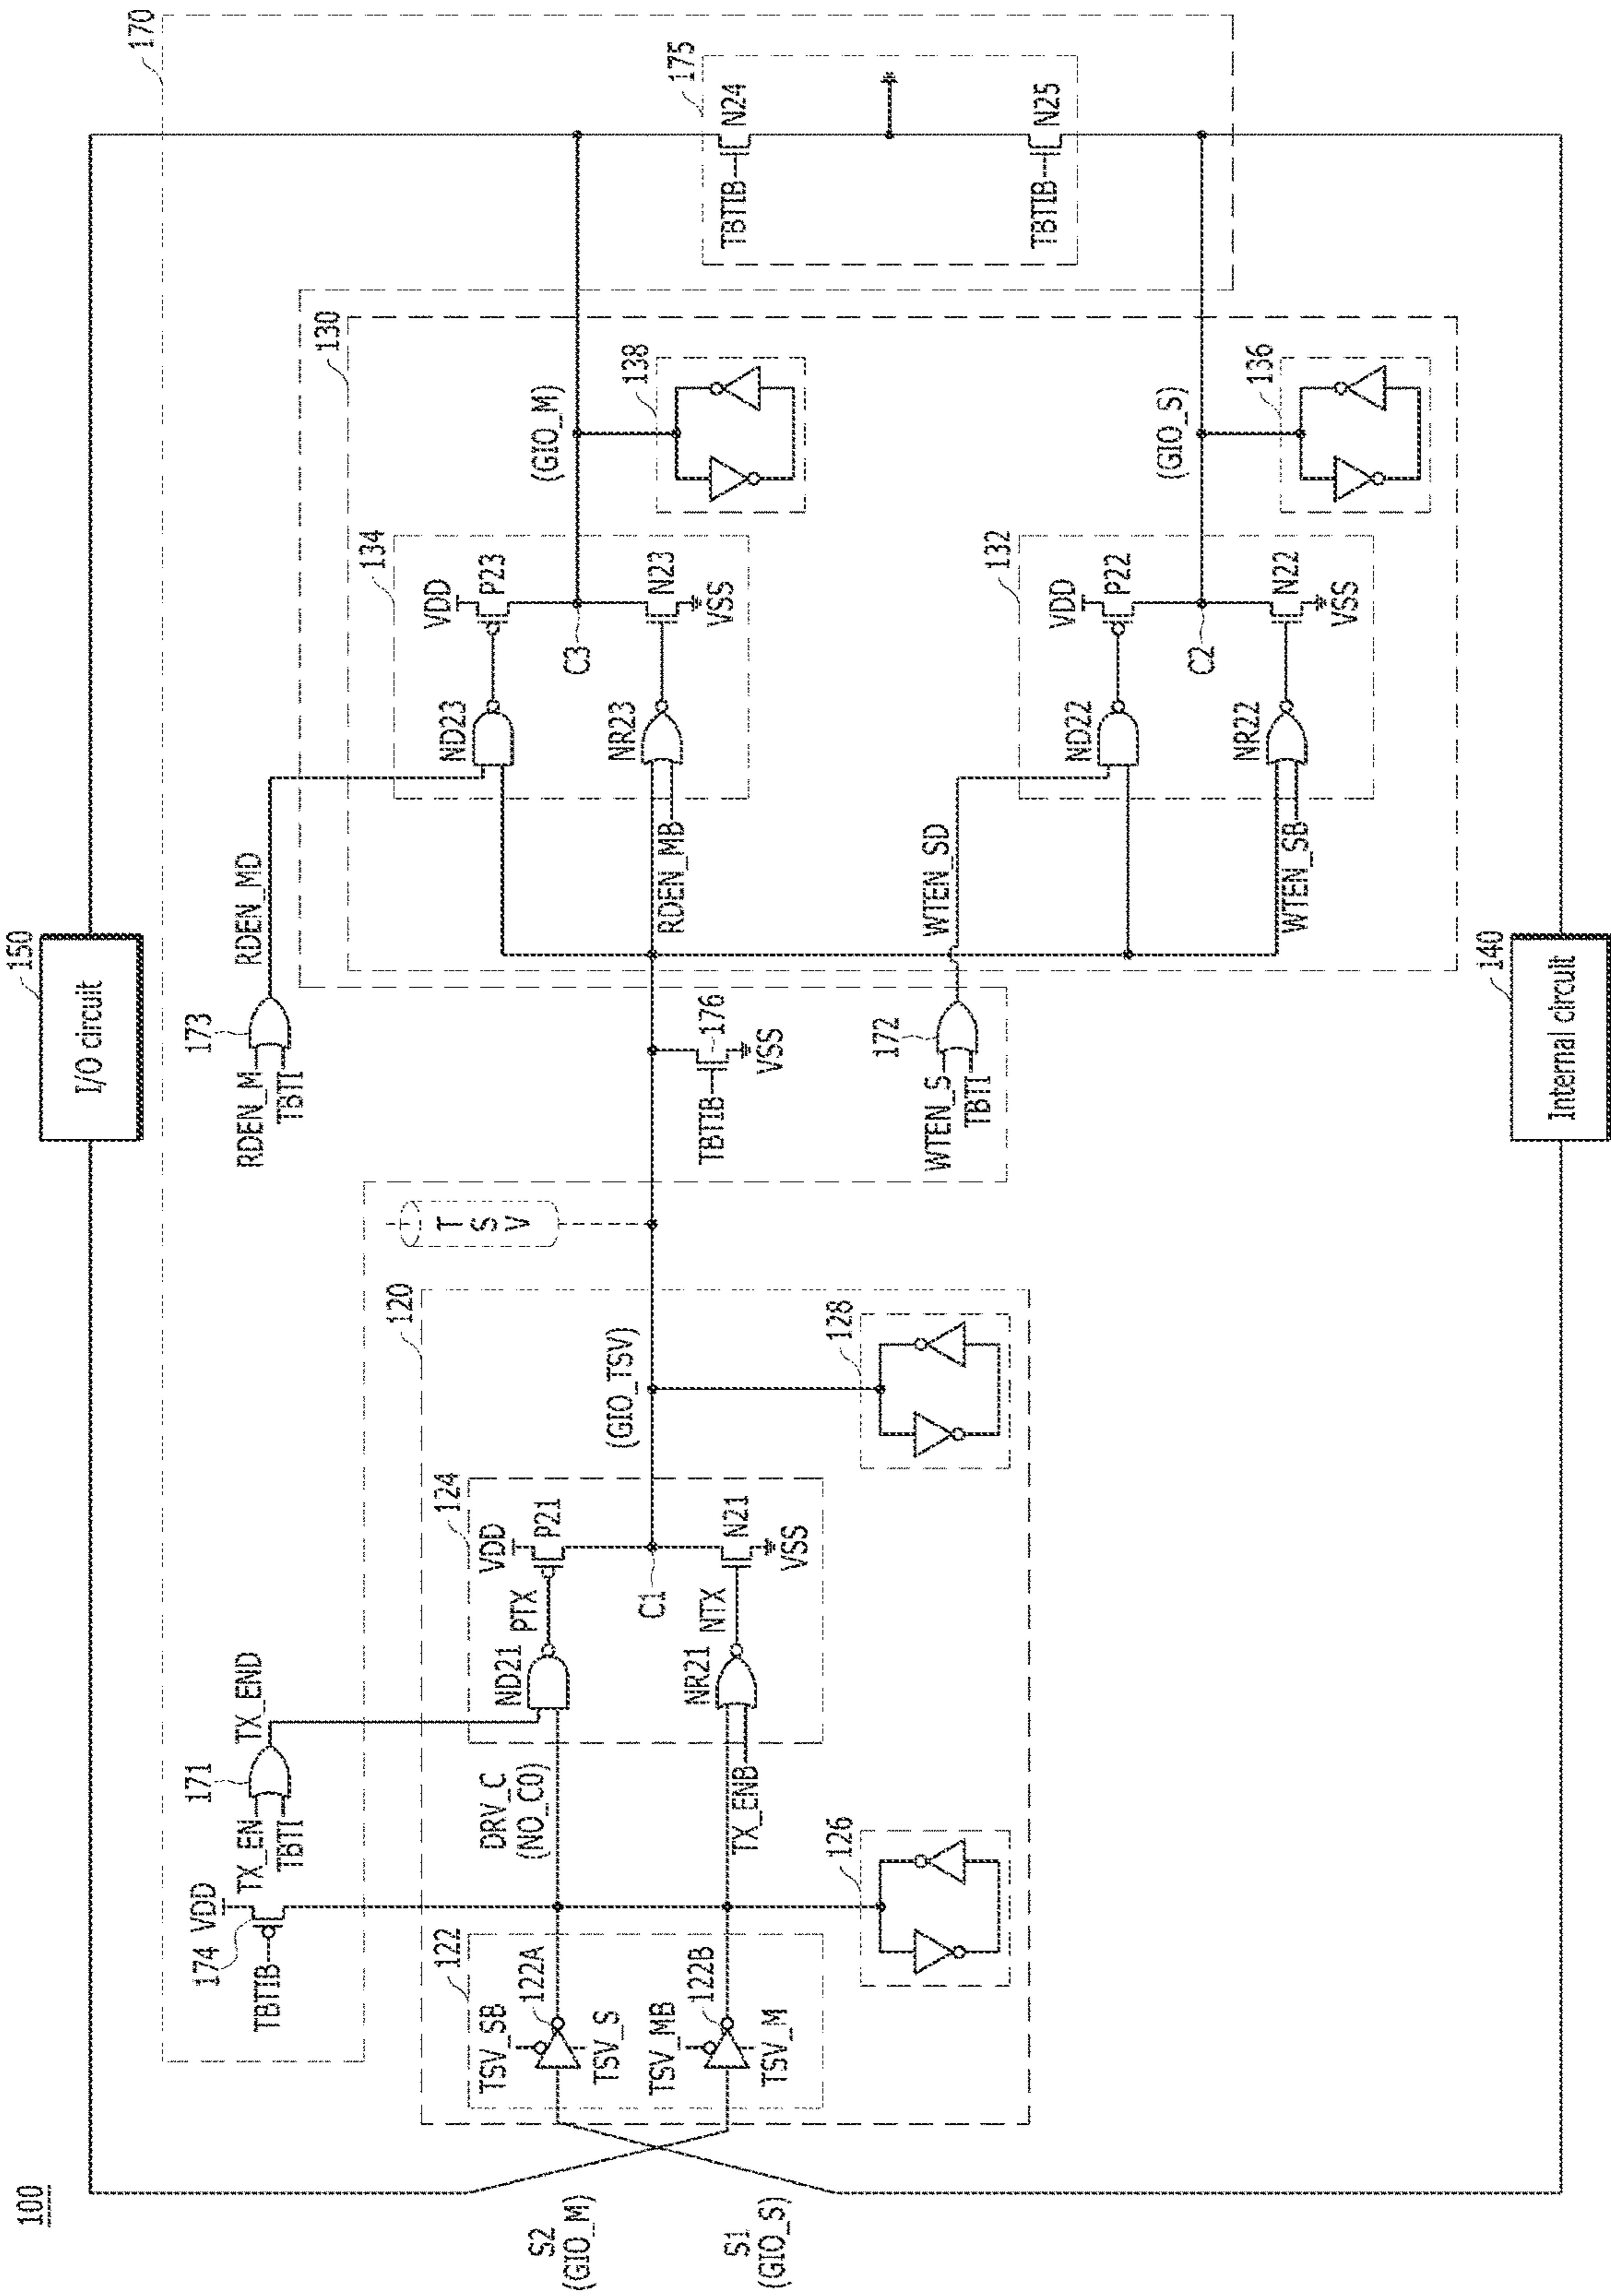 100
150
I/O circuit
170
174
VDD
TBTIB
171
TX_EN
TBTI
TX_END
173
RDEN_M
TBTI
RDEN_MD
120
122
TSV_SB
122A
TSV_S
TSV_MB
122B
TSV_M
DRV_C
(NO_C0)
TX_ENB
126
124
ND21
PTX
VDD
P21
C1
NR21
NTX
N21
VSS
(GIO_TSV)
128
TSV
TBTIB
176
VSS
172
WTEN_S
TBTI
WTEN_SD
130
134
ND23
VDD
P23
C3
NR23
N23
VSS
RDEN_MB
(GIO_M)
138
132
ND22
VDD
P22
C2
NR22
N22
VSS
WTEN_SB
(GIO_S)
136
175
TBTIB
N24
TBTIB
N25
S2
(GIO_M)
S1
(GIO_S)
140
Internal circuit